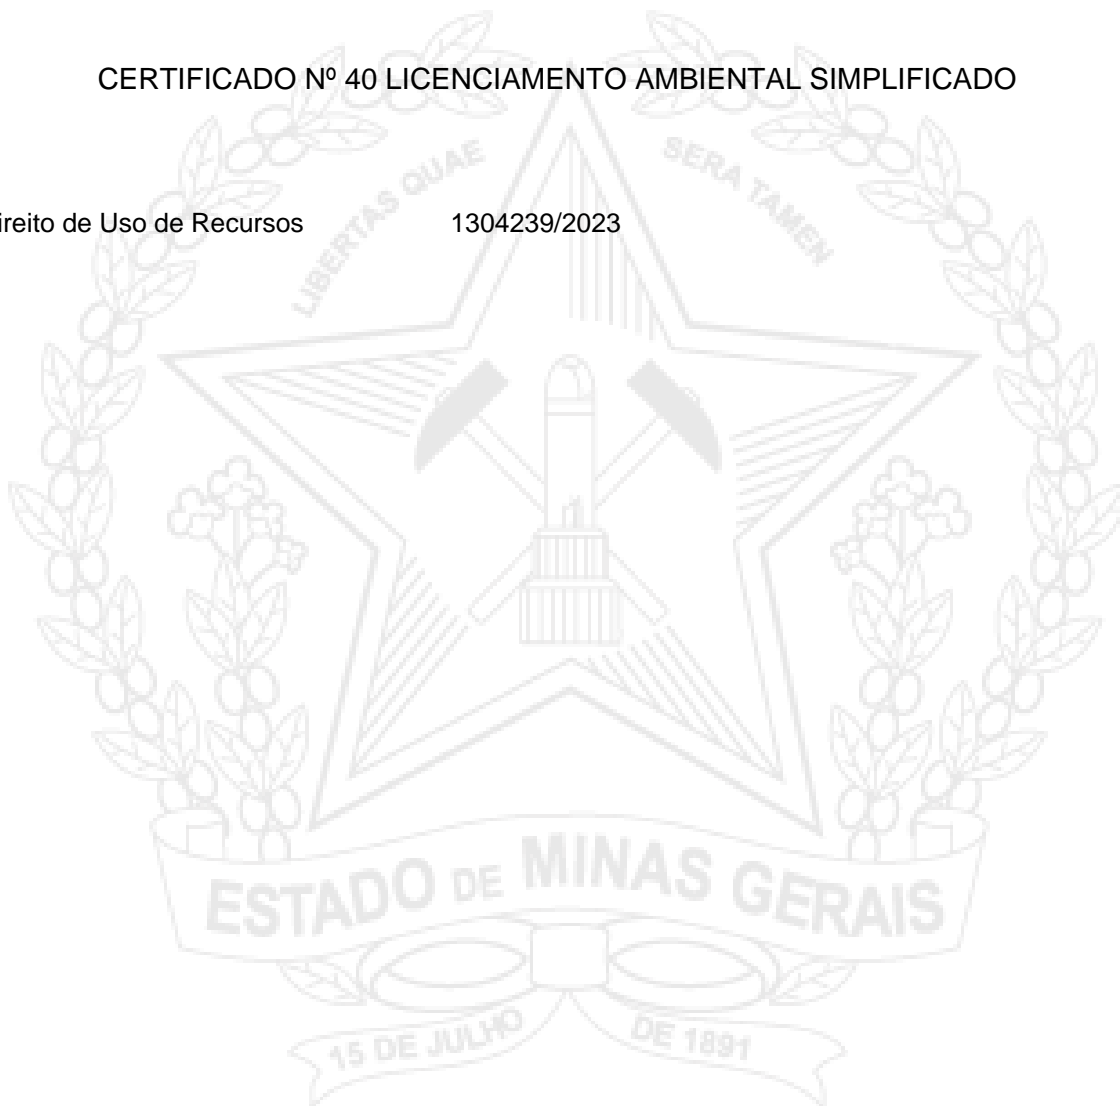 CERTIFICADO Nº 40 LICENCIAMENTO AMBIENTAL SIMPLIFICADO
LIBERTAS QUAE SERA TAMEN
ireito de Uso de Recursos 1304239/2023
ESTADO DE MINAS GERAIS
15 DE JULHO DE 1891